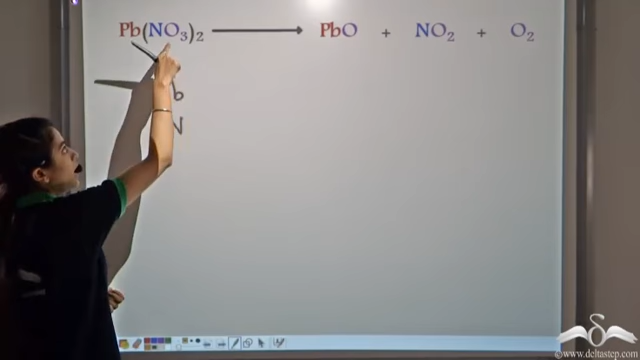 Pb(NO₃)₂ ⟶ PbO + NO₂ + O₂
b
N
©www.deltastep.com